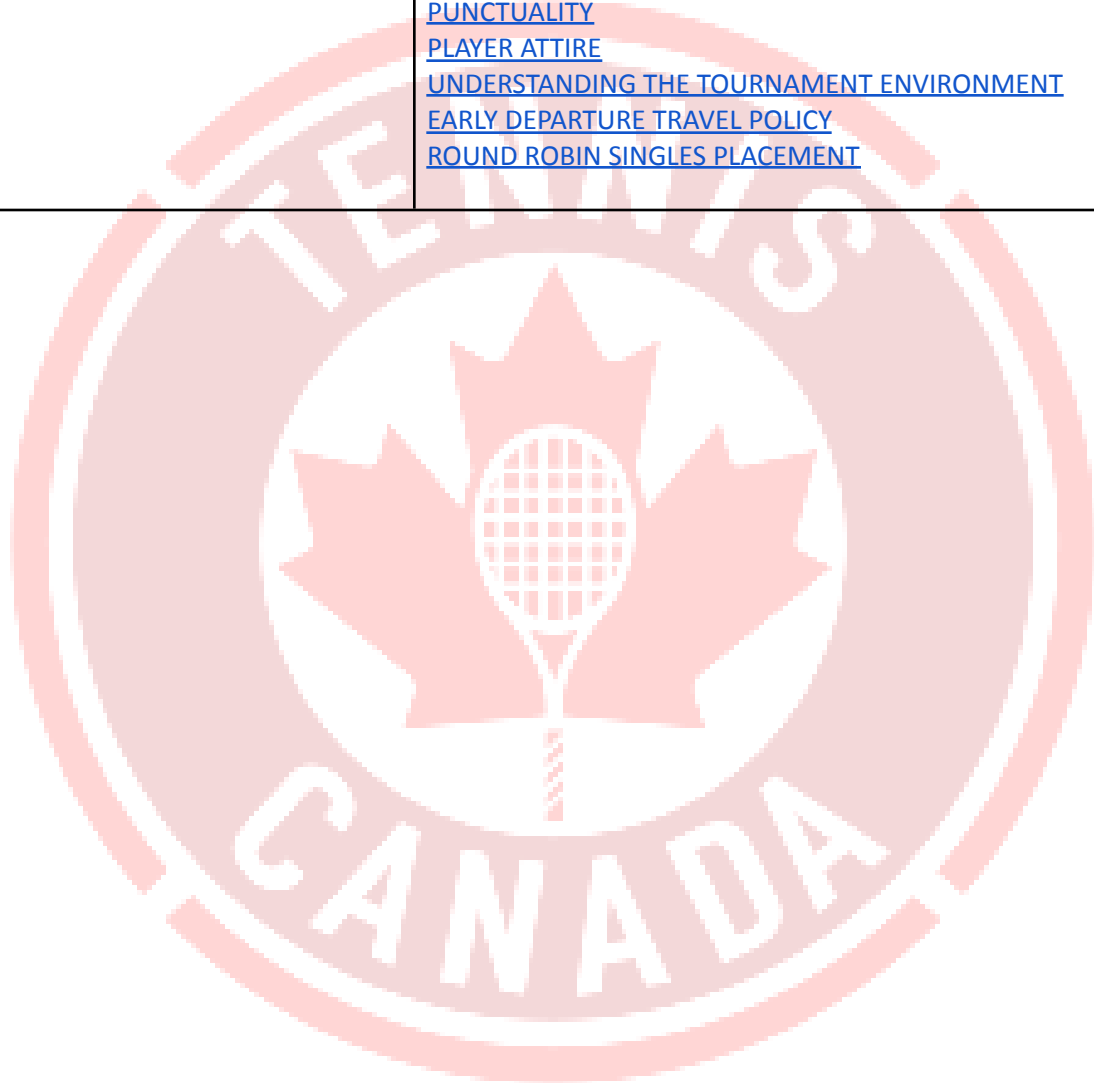 PUNCTUALITY
PLAYER ATTIRE
UNDERSTANDING THE TOURNAMENT ENVIRONMENT
EARLY DEPARTURE TRAVEL POLICY
ROUND ROBIN SINGLES PLACEMENT
TENNIS
CANADA